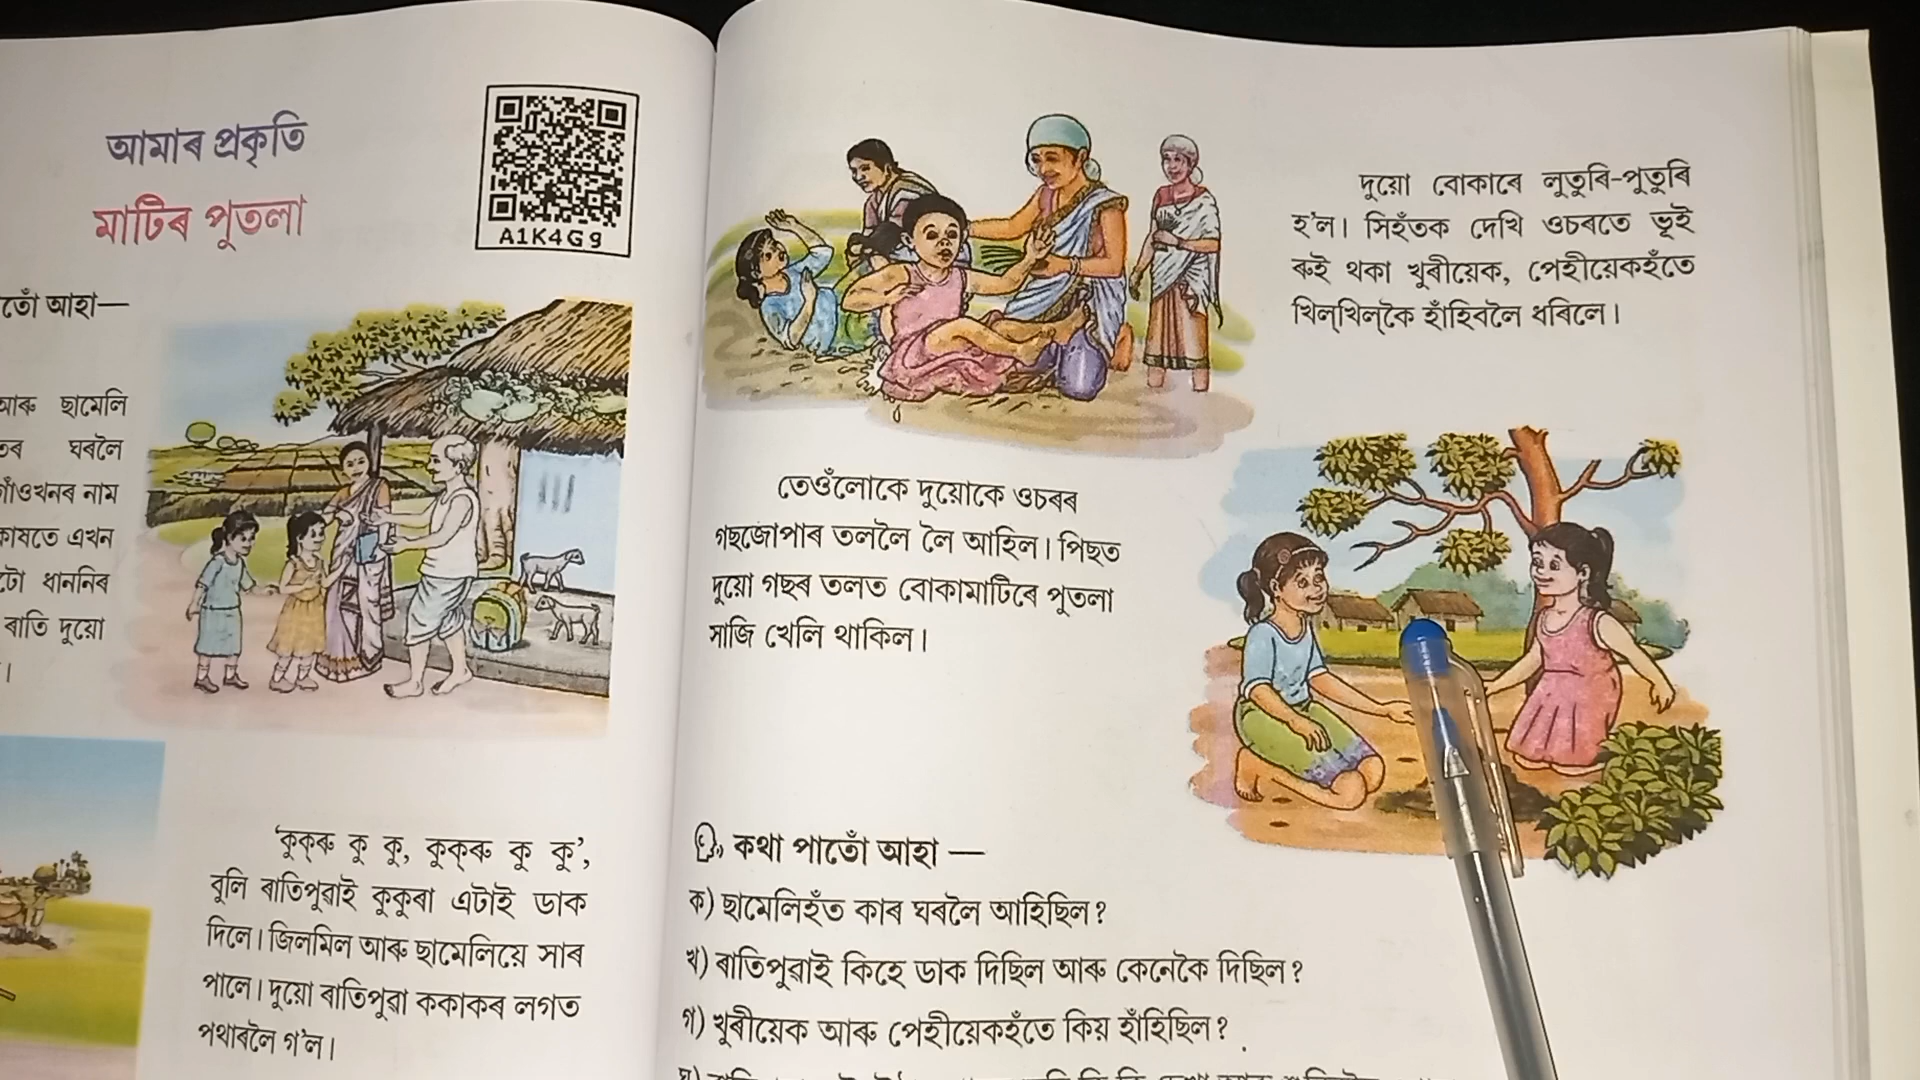 আমাৰ প্ৰকৃতি
মাটিৰ পুতলা
A1K4G9
আহা—
আৰু ছামেলি
ঘৰলৈ
গাঁওখনৰ নাম
কাষতে এখন
ধাননিৰ
ৰাতি দুয়ো
‘কুক্ৰু কু কু, কুক্ৰু কু কু’,
বুলি ৰাতিপুৱাই কুকুৰা এটাই ডাক
দিলে। জিলমিল আৰু ছামেলিয়ে সাৰ
পালে। দুয়ো ৰাতিপুৱা ককাকৰ লগত
পথাৰলৈ গ’ল।
দুয়ো বোকাৰে লুতুৰি-পুতুৰি
হ’ল। সিহঁতক দেখি ওচৰতে ভূই
ৰুই থকা খুৰীয়েক, পেহীয়েকহঁতে
খিল্‌খিল্‌কৈ হাঁহিবলৈ ধৰিলে।
তেওঁলোকে দুয়োকে ওচৰৰ
গছজোপাৰ তললৈ লৈ আহিল। পিছত
দুয়ো গছৰ তলত বোকামাটিৰে পুতলা
সাজি খেলি থাকিল।
কথা পাতোঁ আহা —
ক) ছামেলিহঁত কাৰ ঘৰলৈ আহিছিল?
খ) ৰাতিপুৱাই কিহে ডাক দিছিল আৰু কেনেকৈ দিছিল?
গ) খুৰীয়েক আৰু পেহীয়েকহঁতে কিয় হাঁহিছিল?